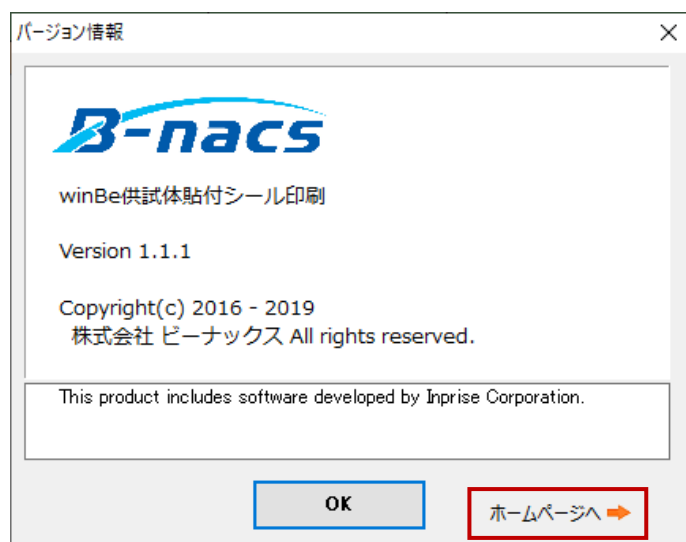 バージョン情報
B-nacs
winBe供試体貼付シール印刷
Version 1.1.1
Copyright(c) 2016 - 2019
株式会社 ビーナックス All rights reserved.
This product includes software developed by Inprise Corporation.
OK
ホームページへ